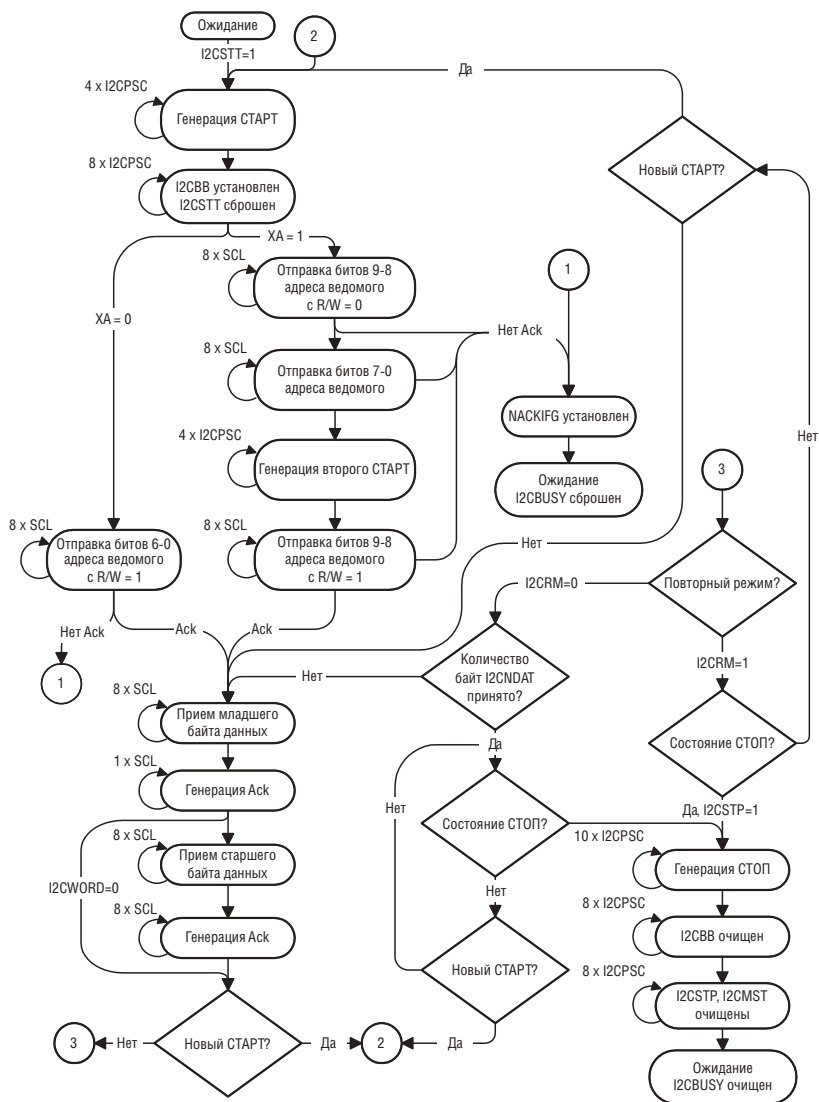 Ожидание
I2CSTT=1
2
Да
4 x I2CPSC
Генерация СТАРТ
Новый СТАРТ?
8 x I2CPSC
I2CBB установлен
I2CSTT сброшен
XA = 1
8 x SCL
Отправка битов 9-8
адреса ведомого
с R/W = 0
1
XA = 0
Нет Ack
8 x SCL
Отправка битов 7-0
адреса ведомого
NACKIFG установлен
Нет
4 x I2CPSC
Генерация второго СТАРТ
Ожидание
I2CBUSY сброшен
3
8 x SCL
Отправка битов 6-0
адреса ведомого
с R/W = 1
8 x SCL
Отправка битов 9-8
адреса ведомого
с R/W = 1
Нет
I2CRM=0
Повторный режим?
Нет Ack
Ack
Ack
1
Количество
байт I2CNDAT
принято?
I2CRM=1
Нет
8 x SCL
Прием младшего
байта данных
Да
Состояние СТОП?
1 x SCL
Генерация Ack
Нет
Состояние СТОП?
Да, I2CSTP=1
10 x I2CPSC
Генерация СТОП
8 x SCL
Прием старшего
байта данных
I2CWORD=0
Нет
8 x SCL
Генерация Ack
8 x I2CPSC
I2CBB очищен
Новый СТАРТ?
8 x I2CPSC
I2CSTP, I2CMST
очищены
3
Нет
Новый СТАРТ?
Да
2
Да
Ожидание
I2CBUSY очищен